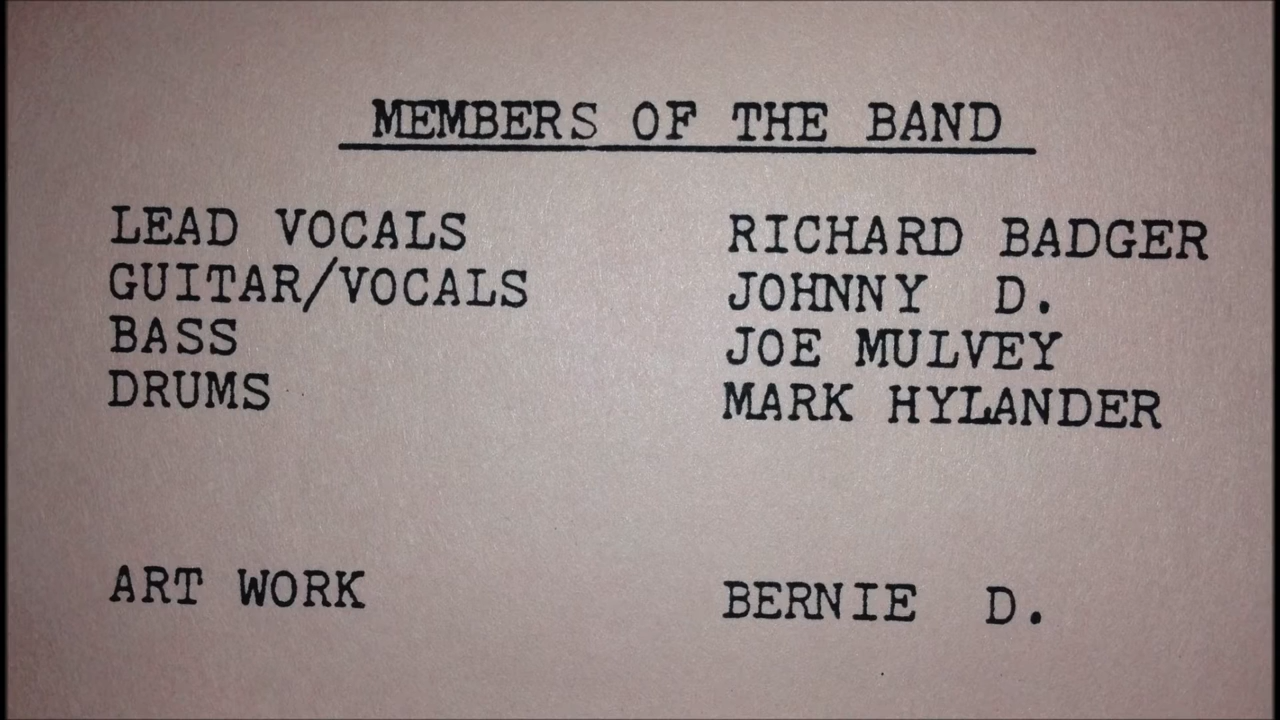 MEMBERS OF THE BAND
LEAD VOCALS RICHARD BADGER
GUITAR/VOCALS JOHNNY D.
BASS JOE MULVEY
DRUMS MARK HYLANDER
ART WORK BERNIE D.